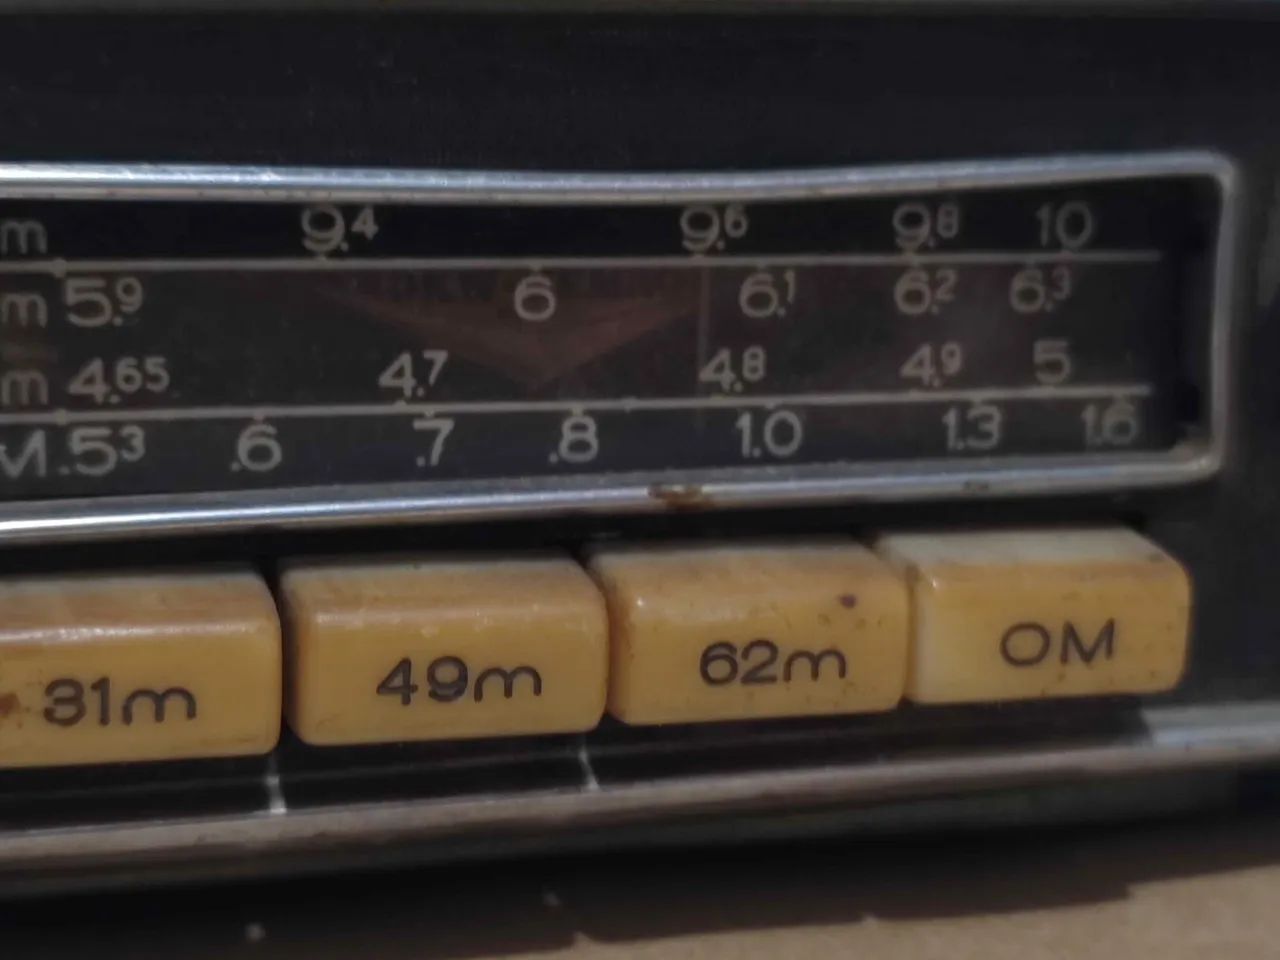 m 9.4 9.6 9.8 10
m 5.9 6 6.1 6.2 6.3
m 4.65 4.7 4.8 4.9 5
M .53 .6 .7 .8 1.0 1.3 1.6
31m 49m 62m OM